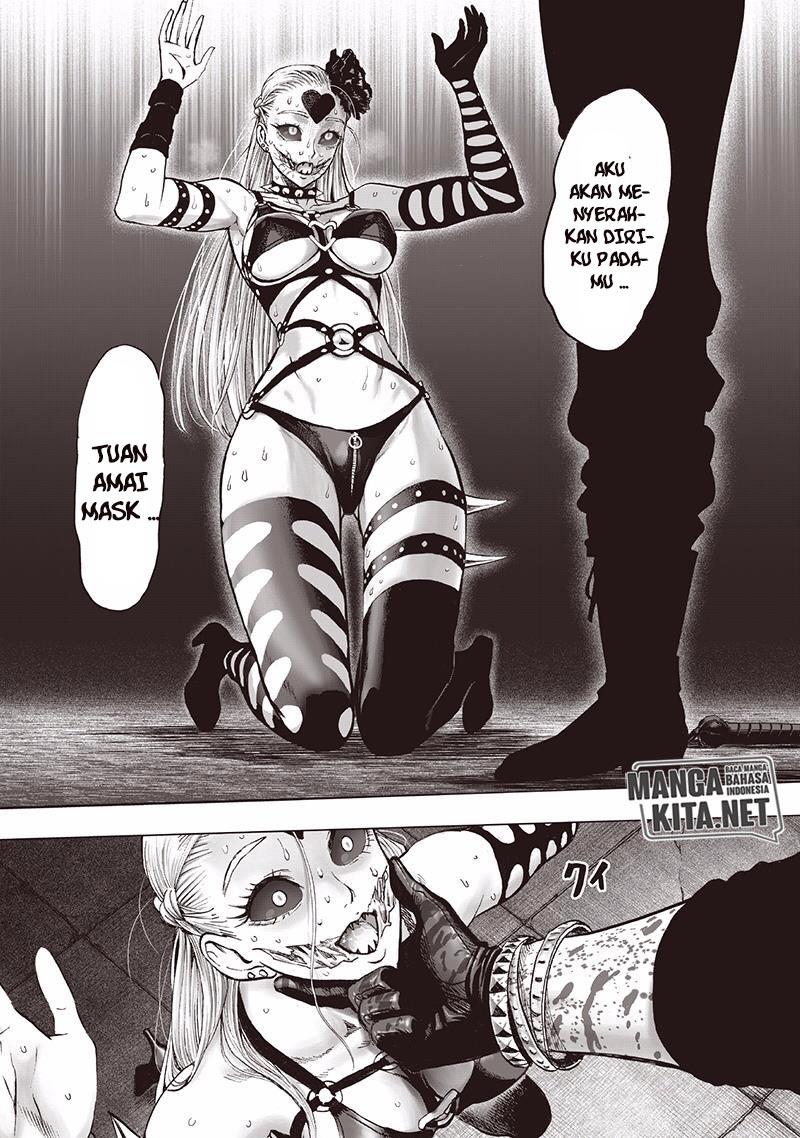 AKU
AKAN ME-
NYERAH-
KAN DIRI-
KU PADA-
MU ...
TUAN
AMAI
MASK ...
MANGA BACA MANGA
BAHASA
INDONESIA
KITA.NET
クイ